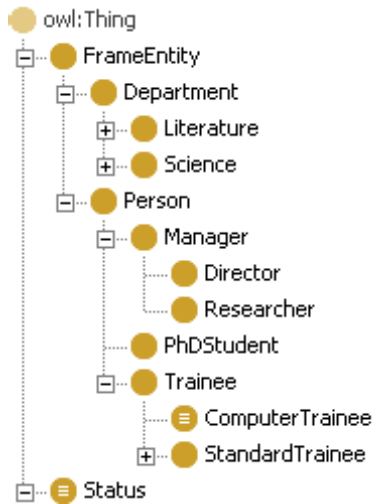 owl:Thing
FrameEntity
Department
Literature
Science
Person
Manager
Director
Researcher
PhDStudent
Trainee
ComputerTrainee
StandardTrainee
Status